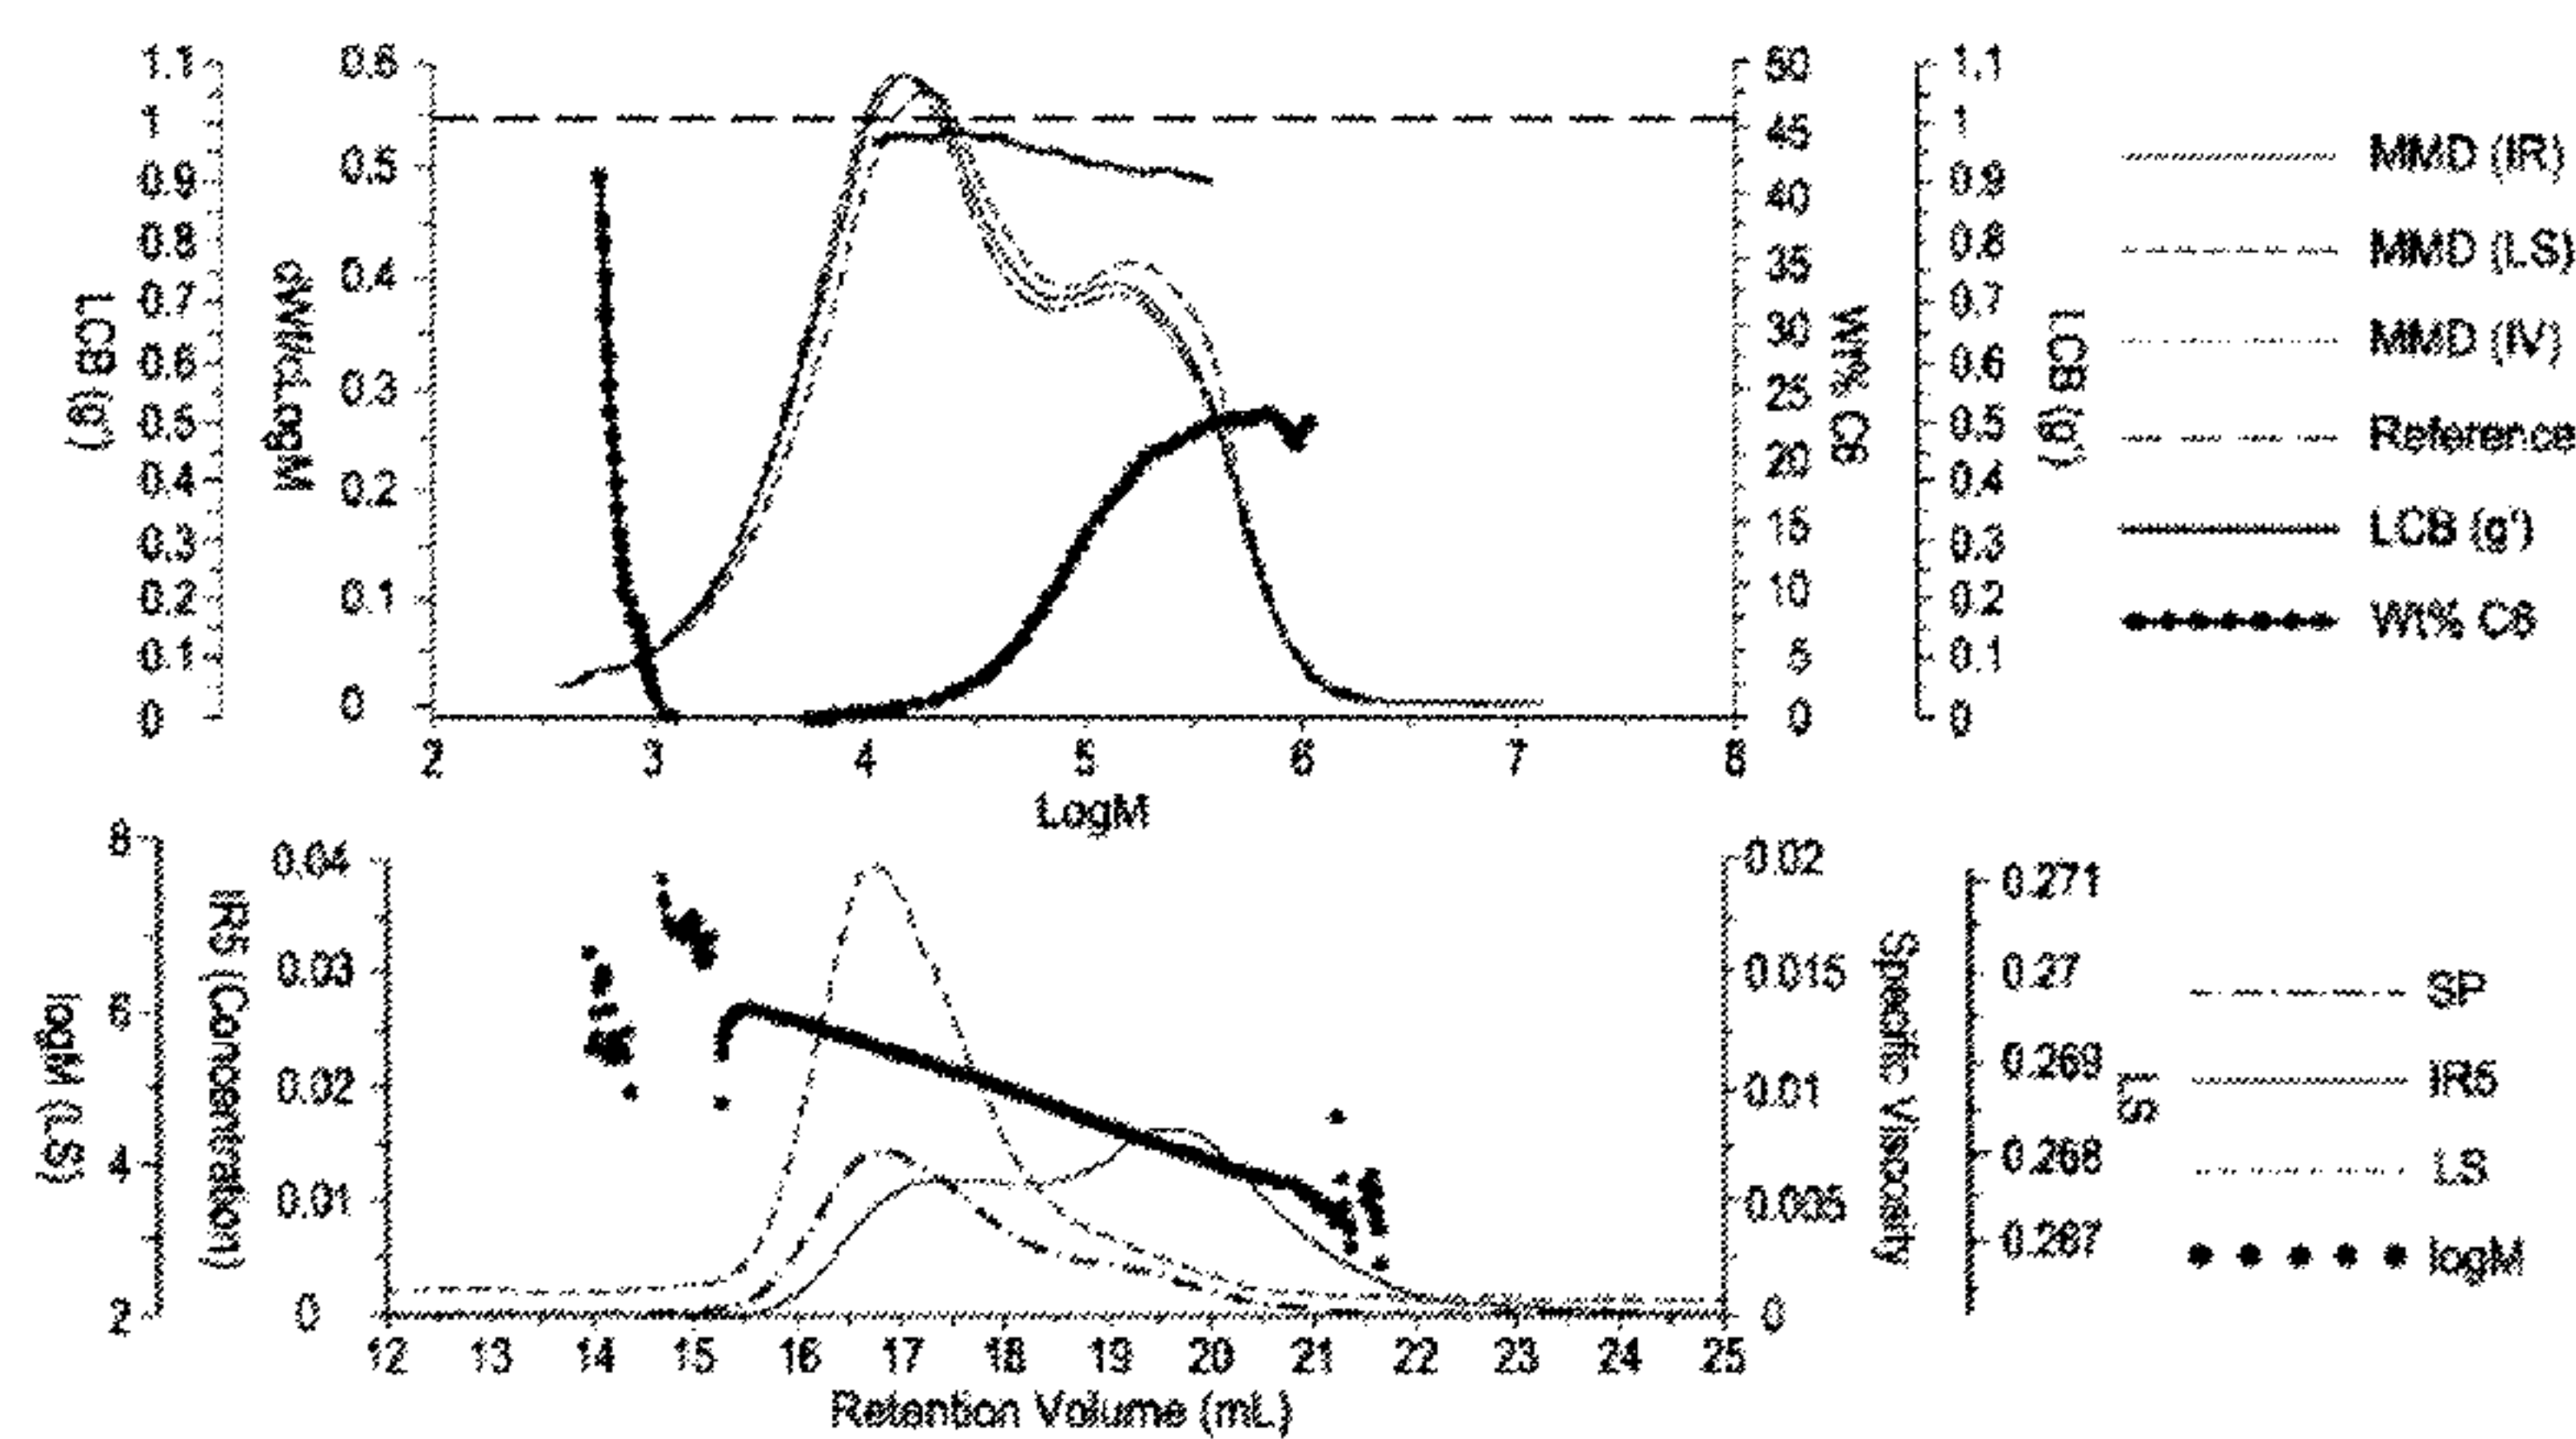 1.1
1
0.9
0.8
0.7
0.6
0.5
0.4
0.3
0.2
0.1
0
LCB (g')
0.6
0.5
0.4
0.3
0.2
0.1
0
dWt/dLogM
2 3 4 5 6 7 8
LogM
50
45
40
35
30
25
20
15
10
5
0
Wt% C6
1.1
1
0.9
0.8
0.7
0.6
0.5
0.4
0.3
0.2
0.1
0
LCB (g')
MMD (IR)
MMD (LS)
MMD (IV)
Reference
LCB (g')
Wt% C6
8
6
4
2
logM (LS)
0.04
0.03
0.02
0.01
0
IR5 (Concentration)
12 13 14 15 16 17 18 19 20 21 22 23 24 25
Retention Volume (mL)
0.02
0.015
0.01
0.005
0
Specific Viscosity
0.271
0.27
0.269
0.268
0.267
LS
SP
IR5
LS
logM